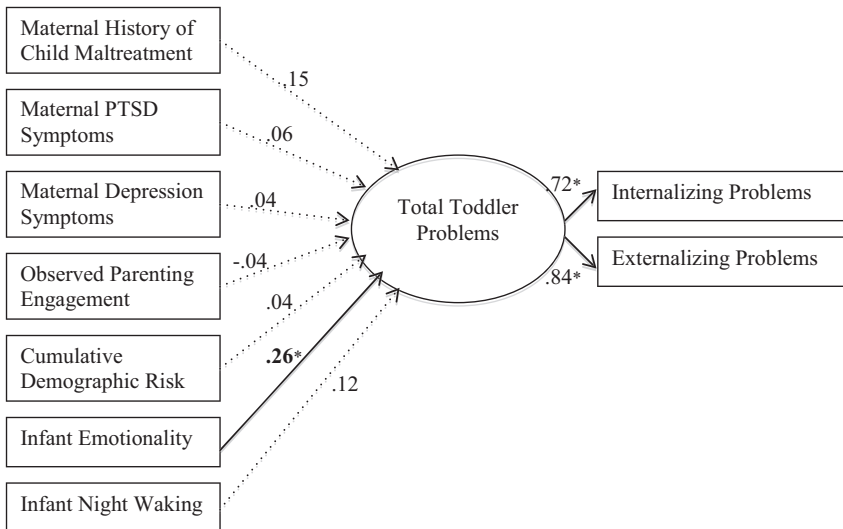 Maternal History of
Child Maltreatment
.15
Maternal PTSD
Symptoms
.06
Maternal Depression
Symptoms
.04
Observed Parenting
Engagement
-.04
Cumulative
Demographic Risk
.04
Infant Emotionality
.26*
Infant Night Waking
.12
Total Toddler
Problems
.72*
Internalizing Problems
.84*
Externalizing Problems